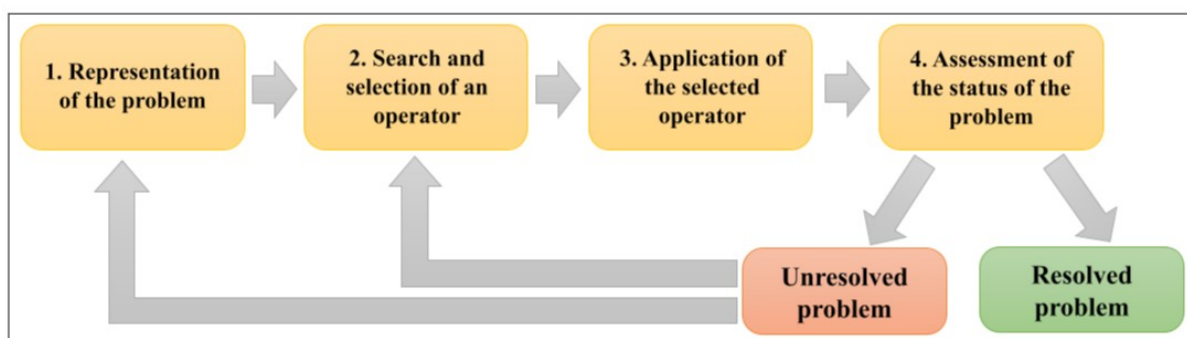 1. Representation
of the problem
2. Search and
selection of an
operator
3. Application of
the selected
operator
4. Assessment of
the status of the
problem
Unresolved
problem
Resolved
problem